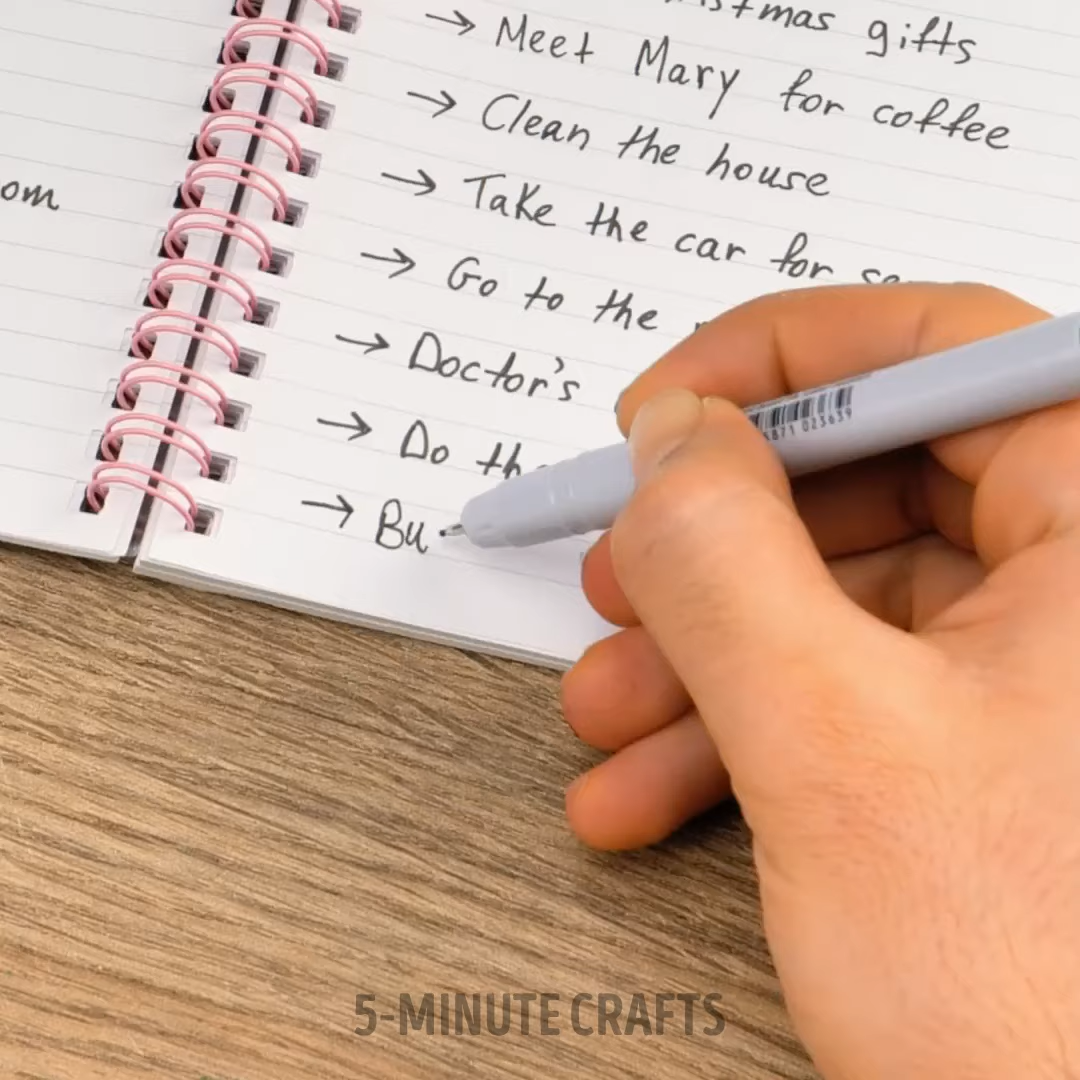 gifts
→ Meet Mary for coffee
→ Clean the house
→ Take the car for
→ Go to the
→ Doctor's
→ Do
→ Bu
om
5-MINUTE CRAFTS